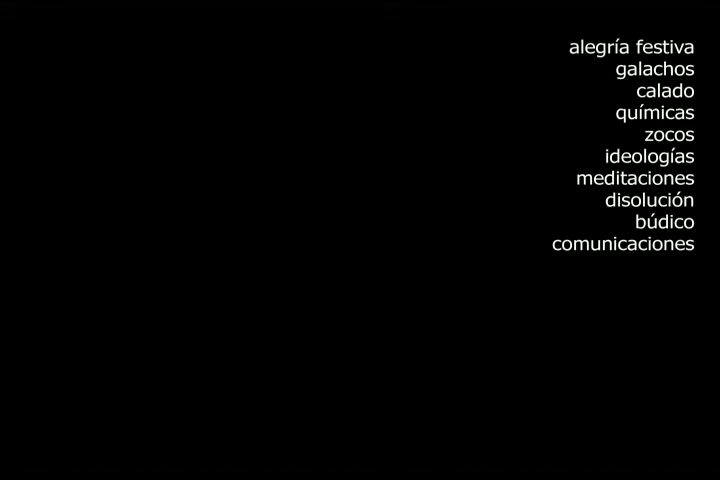 alegría festiva
galachos
calado
químicas
zocos
ideologías
meditaciones
disolución
búdico
comunicaciones